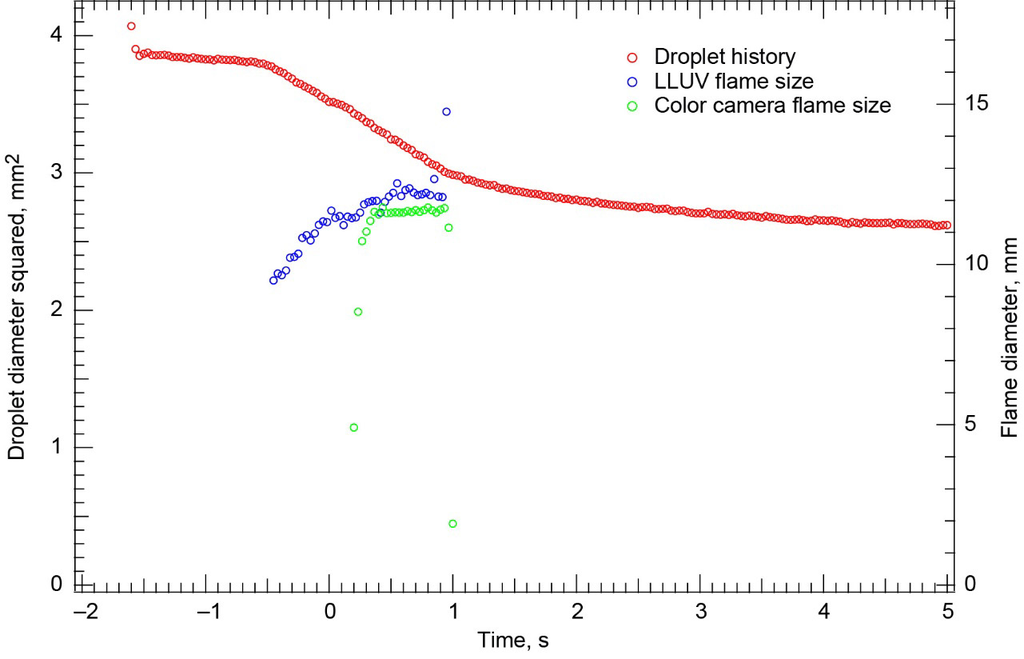 Droplet history
LLUV flame size
Color camera flame size
Droplet diameter squared, mm2
4
3
2
1
0
15
10
5
0
Flame diameter, mm
–2
–1
0
1
2
3
4
5
Time, s